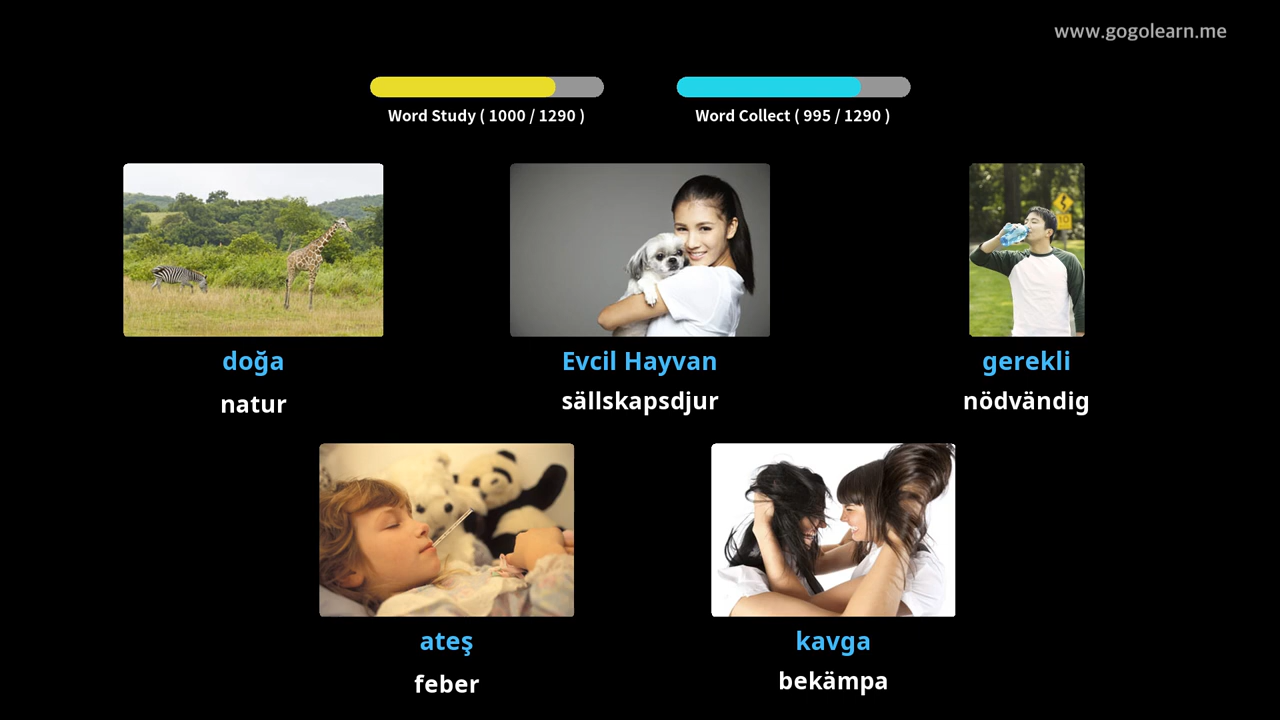 www.gogolearn.me
Word Study ( 1000 / 1290 )
Word Collect ( 995 / 1290 )
doğa
natur
Evcil Hayvan
sällskapsdjur
gerekli
nödvändig
ateş
feber
kavga
bekämpa